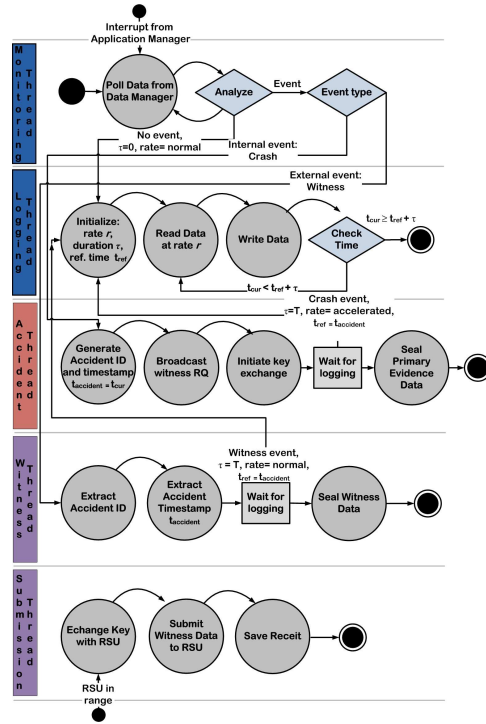 Interrupt from
Application Manager
Monitoring
Thread
Poll Data from
Data Manager
Analyze
Event
Event type
No event,
τ=0, rate= normal
Internal event:
Crash
External event:
Witness
Logging
Thread
Initialize:
rate r,
duration τ,
ref. time tref
Read Data
at rate r
Write Data
Check
Time
tcur ≥ tref + τ
tcur < tref + τ
Crash event,
τ=T, rate= accelerated,
tref = taccident
Accident
Thread
Generate
Accident ID
and timestamp
taccident = tcur
Broadcast
witness RQ
Initiate key
exchange
Wait for
logging
Seal
Primary
Evidence
Data
Witness event,
τ = T, rate= normal,
tref = taccident
Witness
Thread
Extract
Accident ID
Extract
Accident
Timestamp
taccident
Wait for
logging
Seal Witness
Data
Submission
Thread
Echange Key
with RSU
Submit
Witness Data
to RSU
Save Receit
RSU in
range